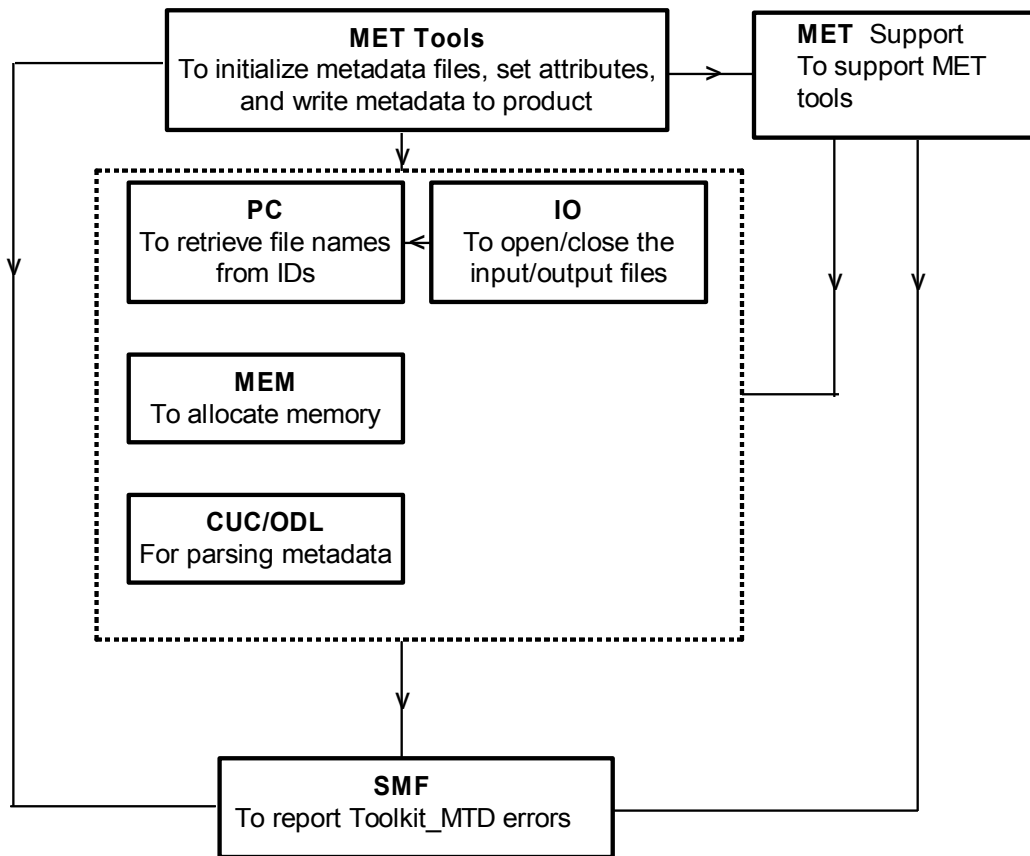 MET Tools
To initialize metadata files, set attributes,
and write metadata to product
MET Support
To support MET
tools
PC
To retrieve file names
from IDs
IO
To open/close the
input/output files
MEM
To allocate memory
CUC/ODL
For parsing metadata
SMF
To report Toolkit_MTD errors